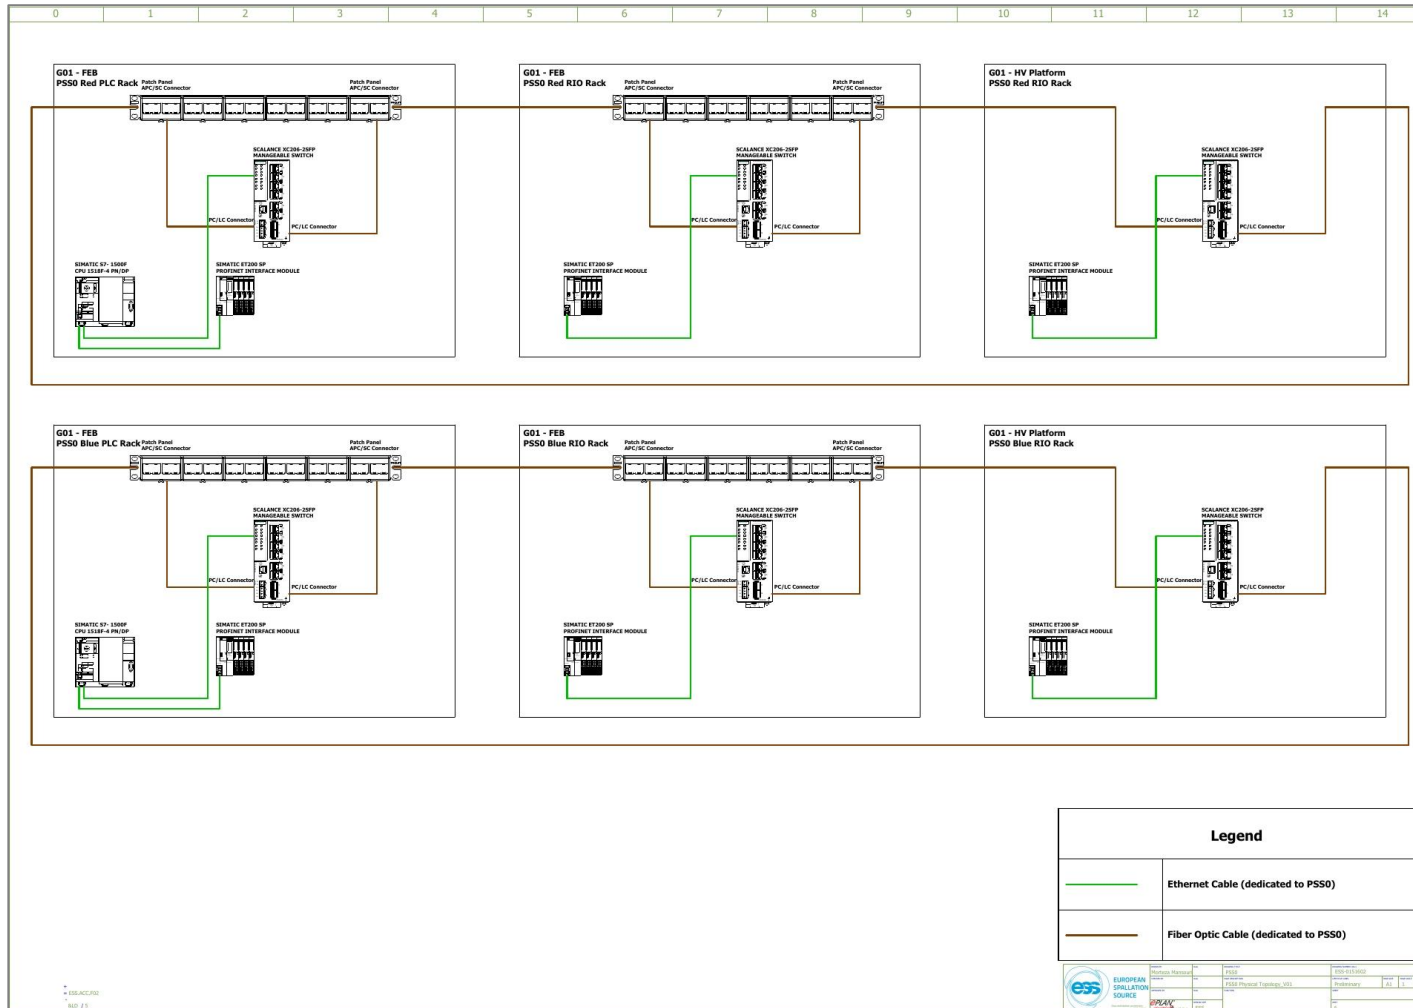 0 1 2 3 4 5 6 7 8 9 10 11 12 13 14
G01 - FEB
PSS0 Red PLC Rack
Patch Panel
APC/SC Connector
Patch Panel
APC/SC Connector
SCALANCE XC206-2SFP
MANAGEABLE SWITCH
PC/LC Connector
PC/LC Connector
SIMATIC S7- 1500F
CPU 1518F-4 PN/DP
SIMATIC ET200 SP
PROFINET INTERFACE MODULE
G01 - FEB
PSS0 Red RIO Rack
Patch Panel
APC/SC Connector
Patch Panel
APC/SC Connector
SCALANCE XC206-2SFP
MANAGEABLE SWITCH
PC/LC Connector
PC/LC Connector
SIMATIC ET200 SP
PROFINET INTERFACE MODULE
G01 - HV Platform
PSS0 Red RIO Rack
SCALANCE XC206-2SFP
MANAGEABLE SWITCH
PC/LC Connector
PC/LC Connector
SIMATIC ET200 SP
PROFINET INTERFACE MODULE
G01 - FEB
PSS0 Blue PLC Rack
Patch Panel
APC/SC Connector
Patch Panel
APC/SC Connector
SCALANCE XC206-2SFP
MANAGEABLE SWITCH
PC/LC Connector
PC/LC Connector
SIMATIC S7- 1500F
CPU 1518F-4 PN/DP
SIMATIC ET200 SP
PROFINET INTERFACE MODULE
G01 - FEB
PSS0 Blue RIO Rack
Patch Panel
APC/SC Connector
Patch Panel
APC/SC Connector
SCALANCE XC206-2SFP
MANAGEABLE SWITCH
PC/LC Connector
PC/LC Connector
SIMATIC ET200 SP
PROFINET INTERFACE MODULE
G01 - HV Platform
PSS0 Blue RIO Rack
SCALANCE XC206-2SFP
MANAGEABLE SWITCH
PC/LC Connector
PC/LC Connector
SIMATIC ET200 SP
PROFINET INTERFACE MODULE
Legend
Ethernet Cable (dedicated to PSS0)
Fiber Optic Cable (dedicated to PSS0)
ess
EUROPEAN
SPALLATION
SOURCE
PSS0
PSS0 Physical Topology_V01
Preliminary
A1
1
EPLAN